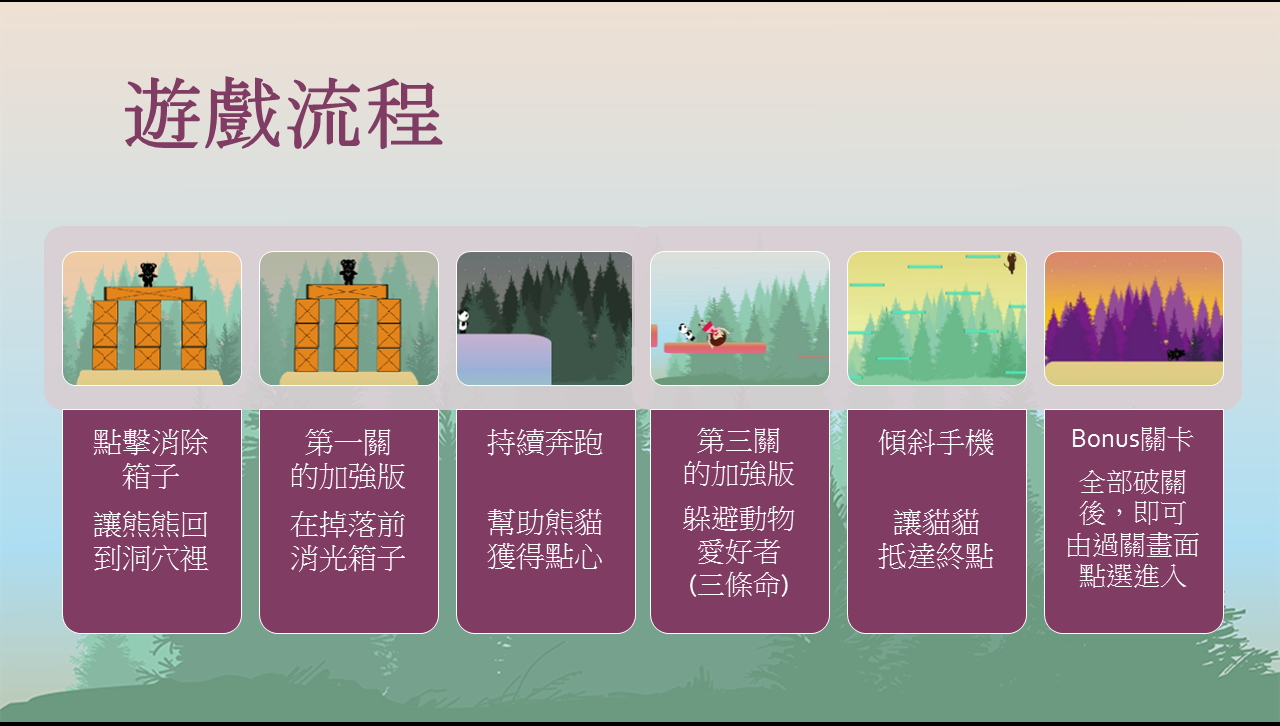 遊戲流程
點擊消除
箱子
讓熊熊回
到洞穴裡
第一關
的加強版
在掉落前
消光箱子
持續奔跑
幫助熊貓
獲得點心
第三關
的加強版
躲避動物
愛好者
(三條命)
傾斜手機
讓貓貓
抵達終點
Bonus關卡
全部破關
後，即可
由過關畫面
點選進入